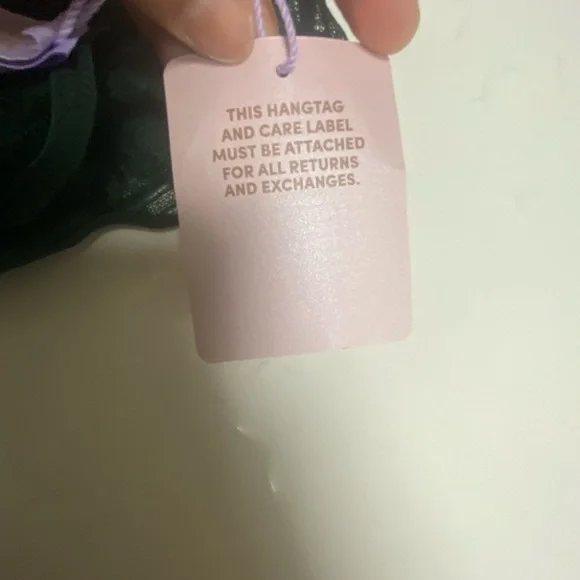 THIS HANGTAG
AND CARE LABEL
MUST BE ATTACHED
FOR ALL RETURNS
AND EXCHANGES.